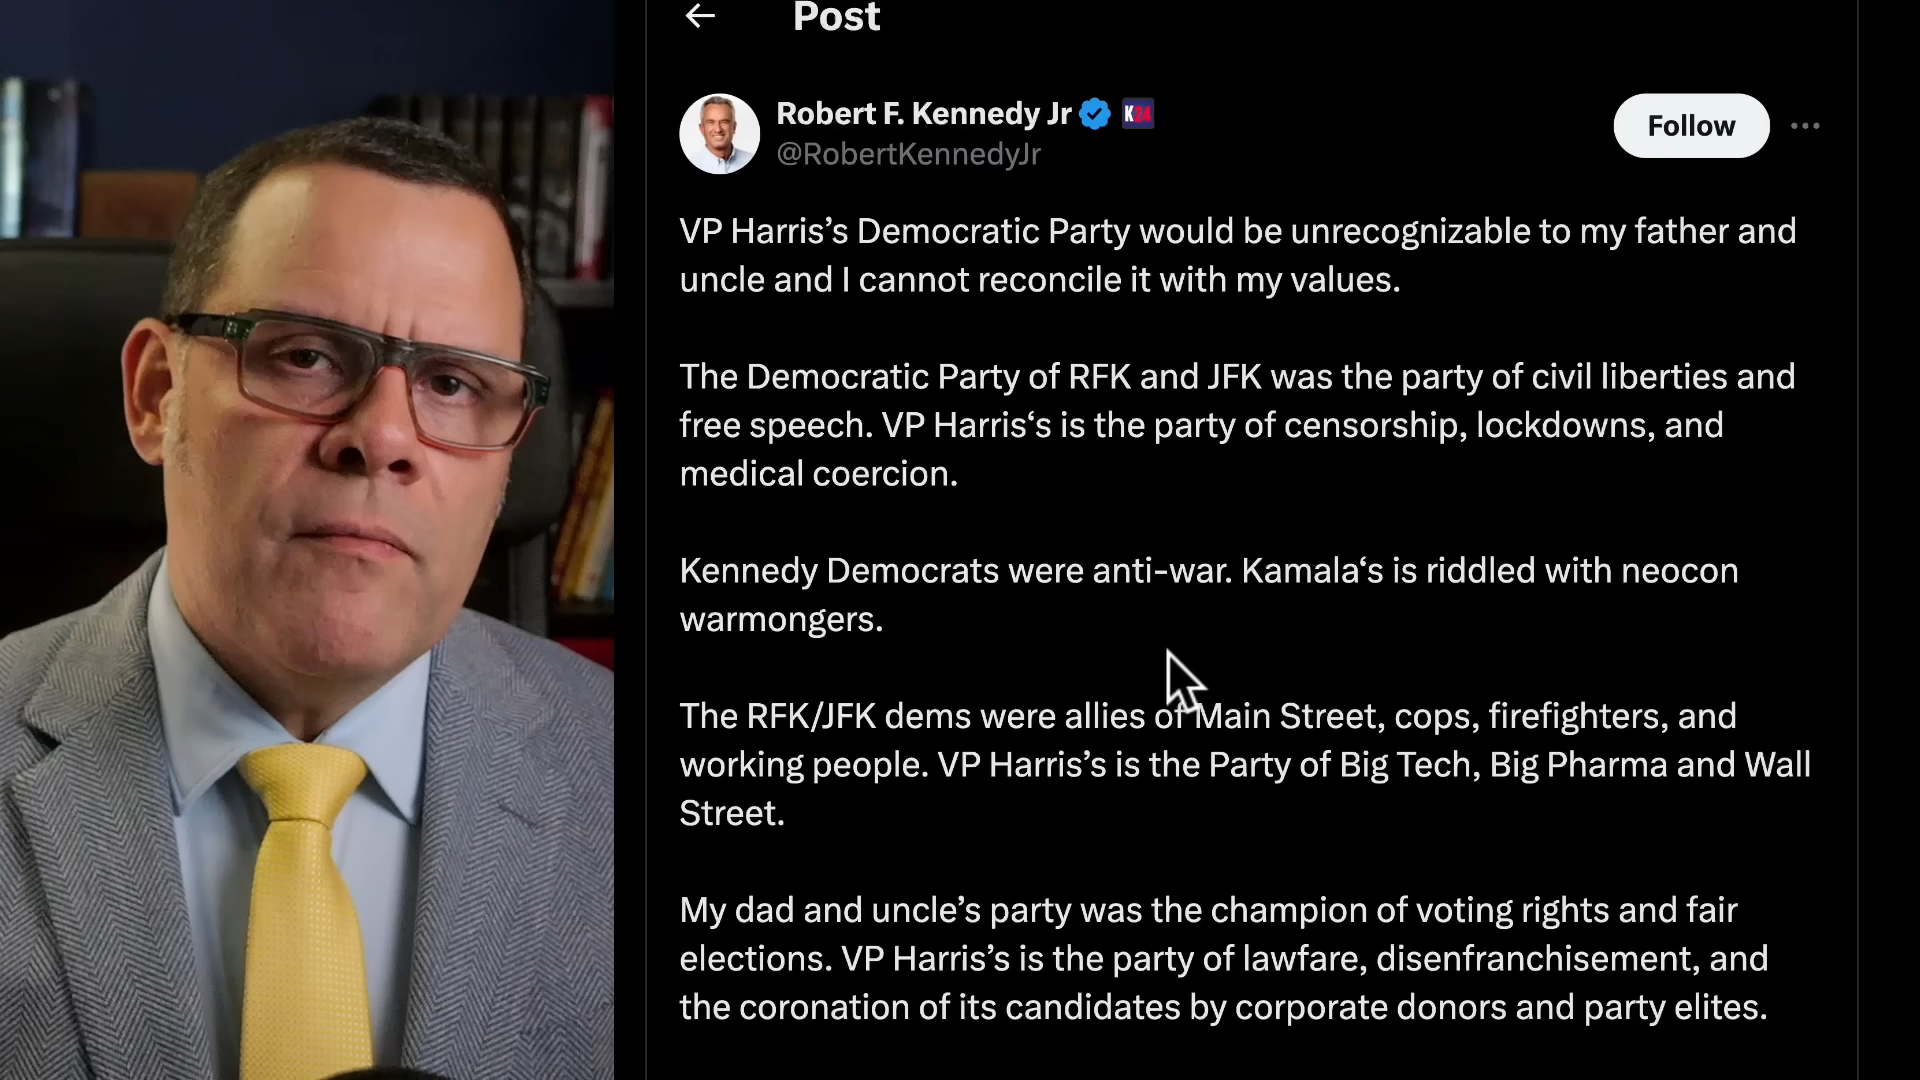 Post
Robert F. Kennedy Jr K24
@RobertKennedyJr
Follow
VP Harris’s Democratic Party would be unrecognizable to my father and
uncle and I cannot reconcile it with my values.
The Democratic Party of RFK and JFK was the party of civil liberties and
free speech. VP Harris‘s is the party of censorship, lockdowns, and
medical coercion.
Kennedy Democrats were anti-war. Kamala‘s is riddled with neocon
warmongers.
The RFK/JFK dems were allies of Main Street, cops, firefighters, and
working people. VP Harris’s is the Party of Big Tech, Big Pharma and Wall
Street.
My dad and uncle’s party was the champion of voting rights and fair
elections. VP Harris’s is the party of lawfare, disenfranchisement, and
the coronation of its candidates by corporate donors and party elites.